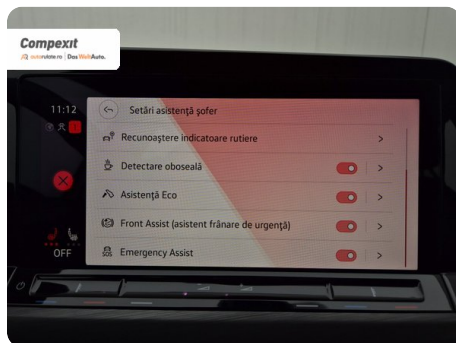 Compexit
autorulate.ro | Das WeltAuto.
11:12
Setări asistență șofer
Recunoaștere indicatoare rutiere
Detectare oboseală
Asistență Eco
Front Assist (asistent frânare de urgență)
SOS Emergency Assist
OFF